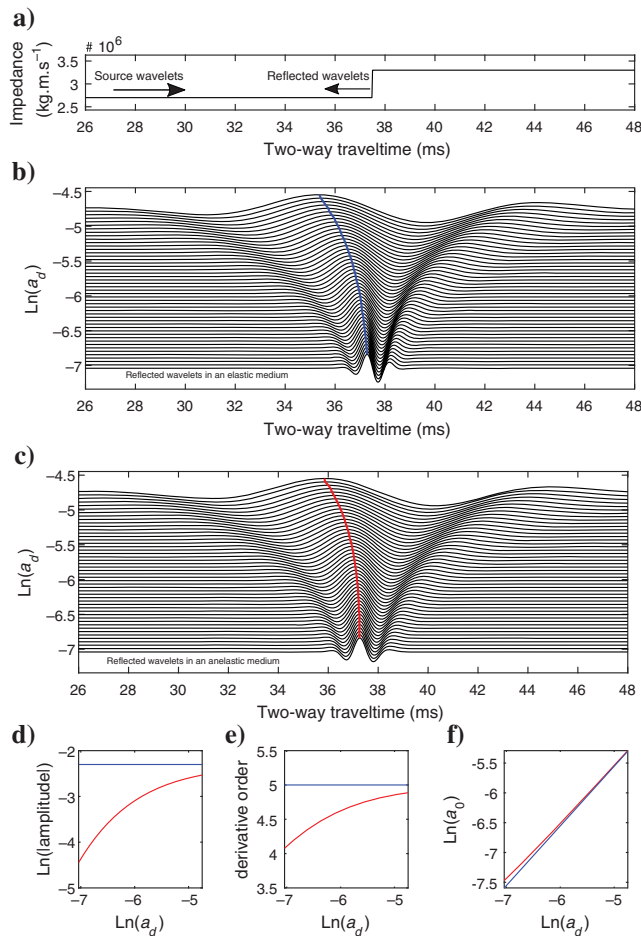 a)
# 10⁶
Impedance
(kg.m.s⁻¹)
3.5
3
2.5
Source wavelets
Reflected wavelets
26 28 30 32 34 36 38 40 42 44 46 48
Two-way traveltime (ms)
b)
Ln(a_d)
−4.5
−5
−5.5
−6
−6.5
−7
Reflected wavelets in an elastic medium
26 28 30 32 34 36 38 40 42 44 46 48
Two-way traveltime (ms)
c)
Ln(a_d)
−4.5
−5
−5.5
−6
−6.5
−7
Reflected wavelets in an anelastic medium
26 28 30 32 34 36 38 40 42 44 46 48
Two-way traveltime (ms)
d)
Ln(|amplitude|)
−2
−3
−4
−5
−7 −6 −5
Ln(a_d)
e)
derivative order
5.5
5
4.5
4
3.5
−7 −6 −5
Ln(a_d)
f)
Ln(a_0)
−5.5
−6
−6.5
−7
−7.5
−7 −6 −5
Ln(a_d)